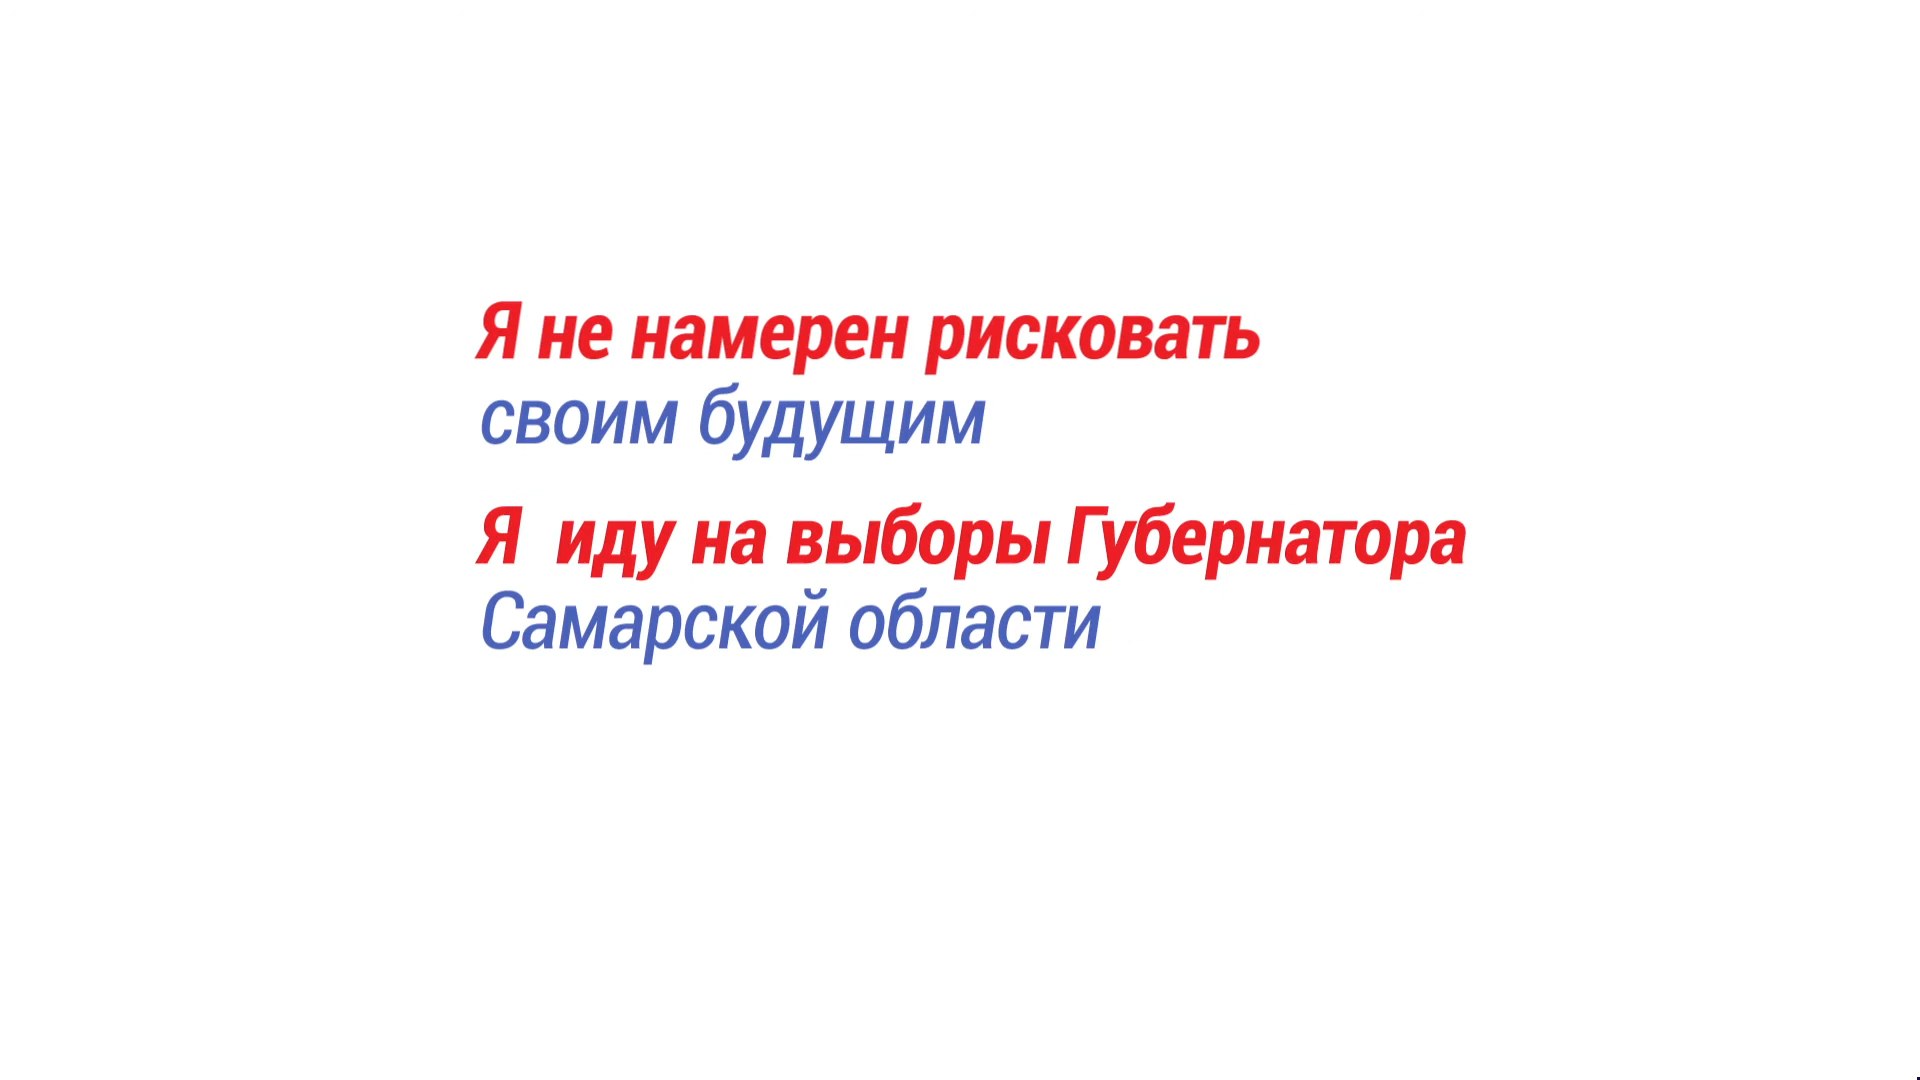 Я не намерен рисковать
своим будущим
Я иду на выборы Губернатора
Самарской области